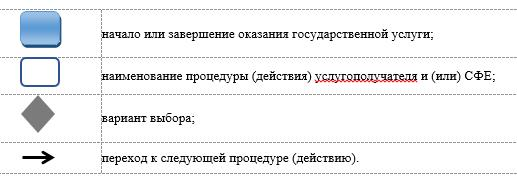 начало или завершение оказания государственной услуги;
наименование процедуры (действия) услугополучателя и (или) СФЕ;
вариант выбора;
переход к следующей процедуре (действию).